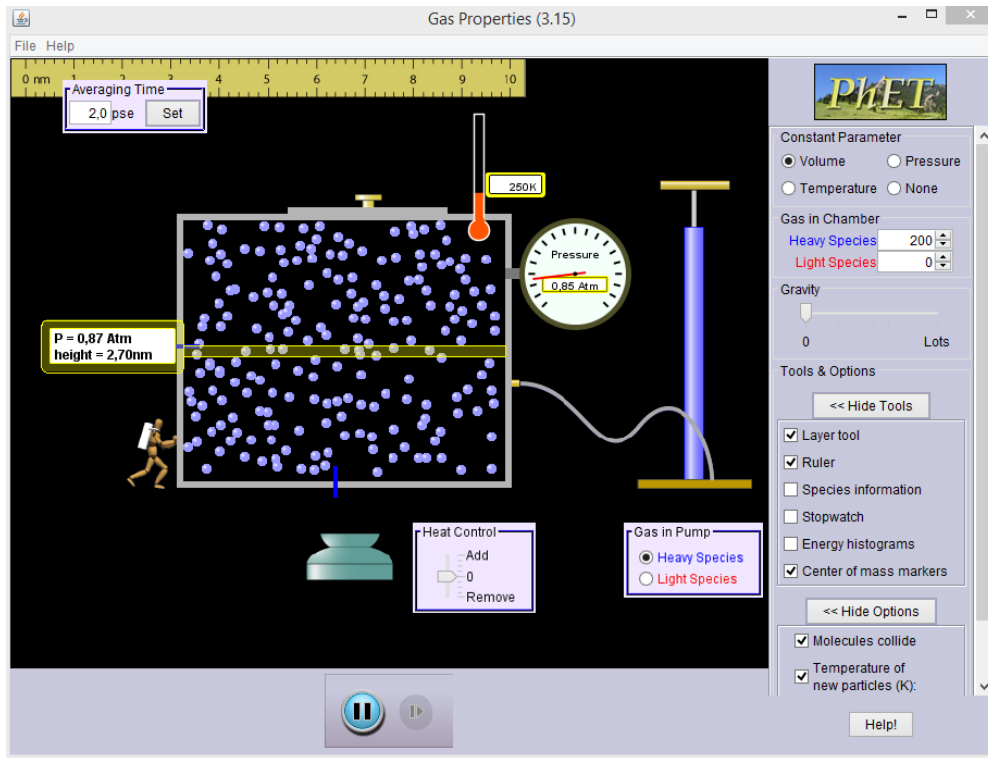 Gas Properties (3.15)
File Help
0 nm 1 2 3 4 5 6 7 8 9 10
Averaging Time
2,0 pse Set
250K
Pressure
0,85 Atm
P = 0,87 Atm
height = 2,70nm
Heat Control
Add
0
Remove
Gas in Pump
Heavy Species
Light Species
PhET
Constant Parameter
Volume Pressure
Temperature None
Gas in Chamber
Heavy Species 200
Light Species 0
Gravity
0 Lots
Tools & Options
<< Hide Tools
Layer tool
Ruler
Species information
Stopwatch
Energy histograms
Center of mass markers
<< Hide Options
Molecules collide
Temperature of
new particles (K):
Help!